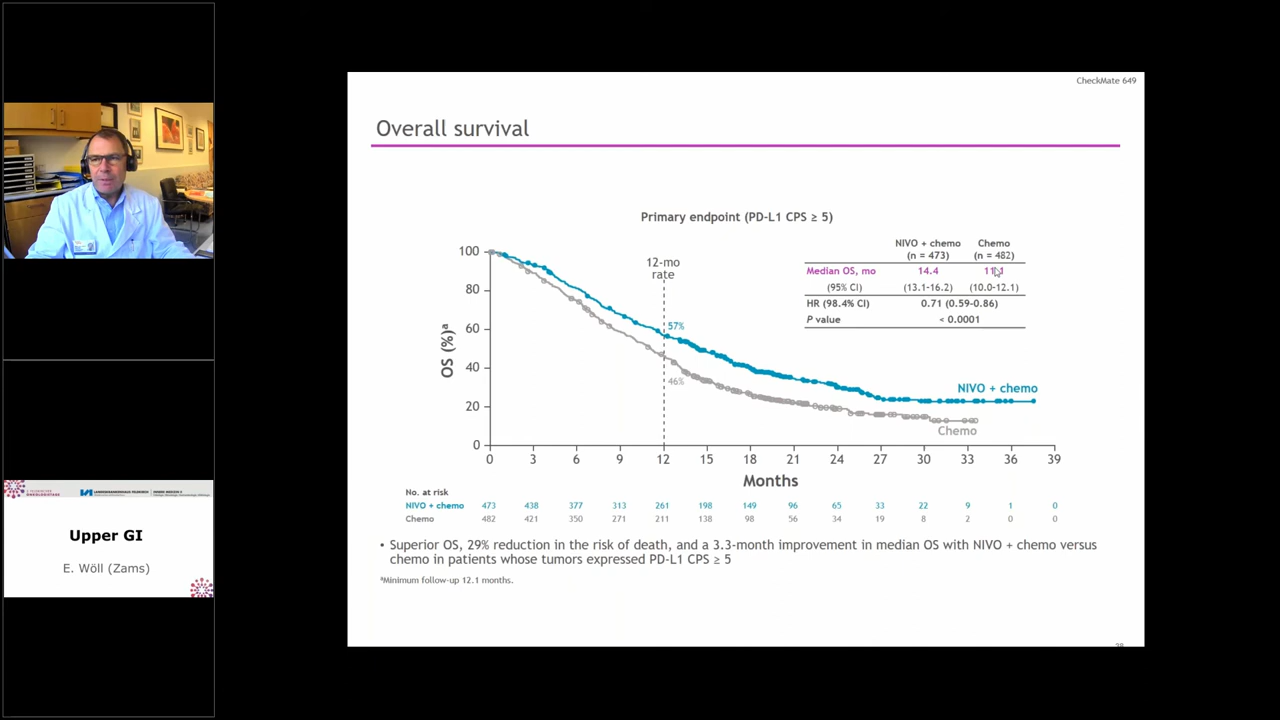 CheckMate 649
Overall survival
Primary endpoint (PD-L1 CPS ≥ 5)
NIVO + chemo Chemo
(n = 473) (n = 482)
Median OS, mo 14.4
(95% CI) (13.1-16.2) (10.0-12.1)
HR (98.4% CI) 0.71 (0.59-0.86)
P value < 0.0001
12-mo
rate
57%
46%
NIVO + chemo
Chemo
OS (%)ᵃ
100
80
60
40
20
0
0 3 6 9 12 15 18 21 24 27 30 33 36 39
Months
No. at risk
NIVO + chemo 473 438 377 313 261 198 149 96 65 33 22 9 1 0
Chemo 482 421 350 271 211 138 98 56 34 19 8 2 0 0
• Superior OS, 29% reduction in the risk of death, and a 3.3-month improvement in median OS with NIVO + chemo versus
chemo in patients whose tumors expressed PD-L1 CPS ≥ 5
ᵃMinimum follow-up 12.1 months.
Upper GI
E. Wöll (Zams)